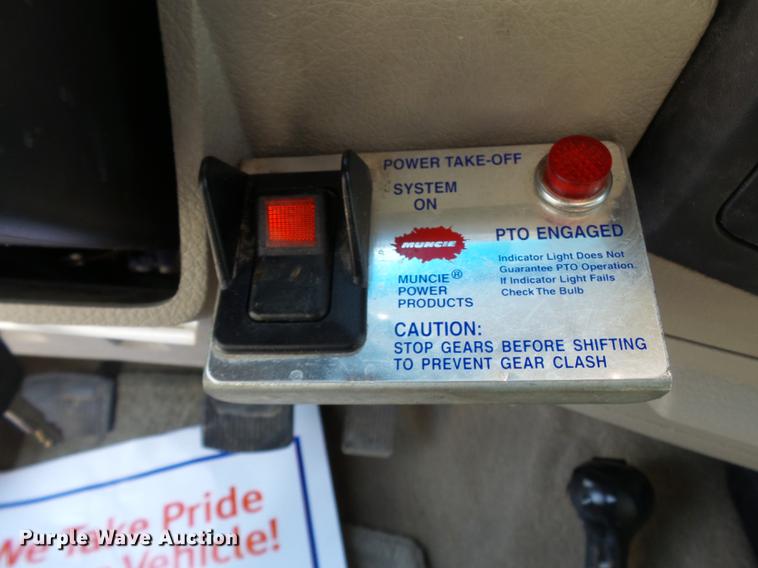 POWER TAKE-OFF
SYSTEM
ON
MUNCIE
PTO ENGAGED
Indicator Light Does Not
Guarantee PTO Operation.
If Indicator Light Fails
Check The Bulb
MUNCIE®
POWER
PRODUCTS
CAUTION:
STOP GEARS BEFORE SHIFTING
TO PREVENT GEAR CLASH
We Take Pride
Vehicle!
Purple Wave Auction